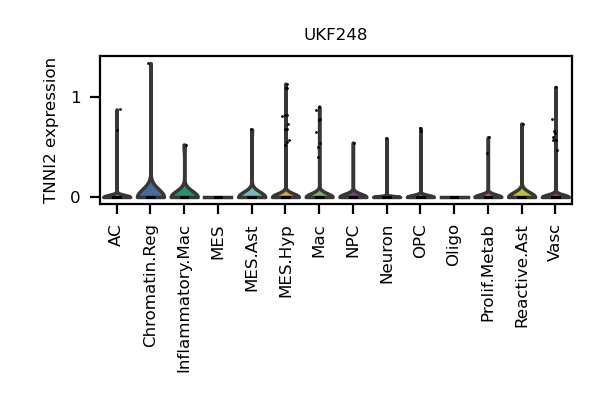 UKF248
TNNI2 expression
1
0
AC
Chromatin.Reg
Inflammatory.Mac
MES
MES.Ast
MES.Hyp
Mac
NPC
Neuron
OPC
Oligo
Prolif.Metab
Reactive.Ast
Vasc